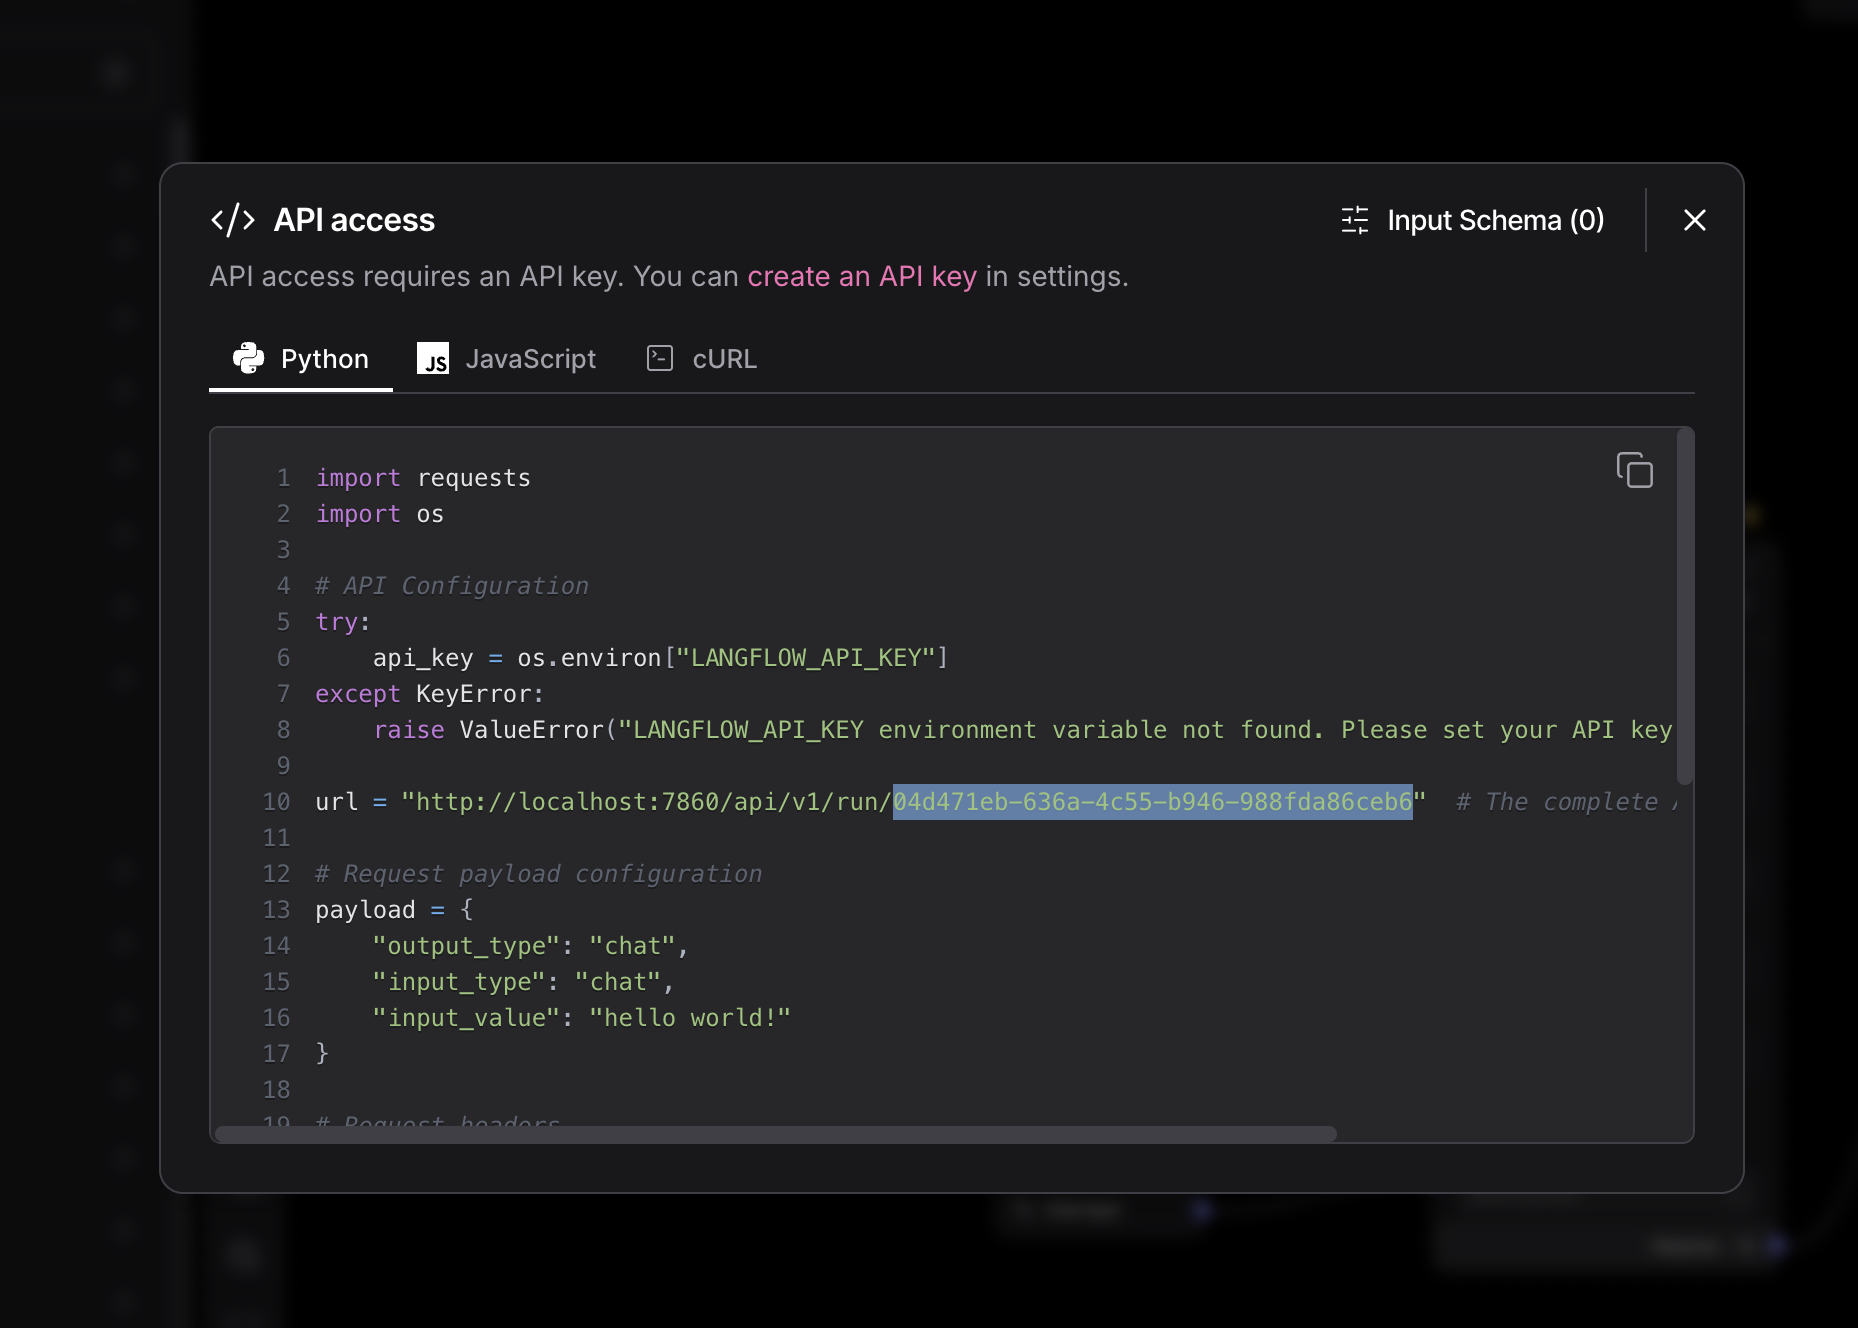 API access
Input Schema (0)
API access requires an API key. You can create an API key in settings.
Python
JS JavaScript
cURL
1 import requests
2 import os
3
4 # API Configuration
5 try:
6     api_key = os.environ["LANGFLOW_API_KEY"]
7 except KeyError:
8     raise ValueError("LANGFLOW_API_KEY environment variable not found. Please set your API key
9
10 url = "http://localhost:7860/api/v1/run/04d471eb-636a-4c55-b946-988fda86ceb6"  # The complete
11
12 # Request payload configuration
13 payload = {
14     "output_type": "chat",
15     "input_type": "chat",
16     "input_value": "hello world!"
17 }
18
19 # Request headers